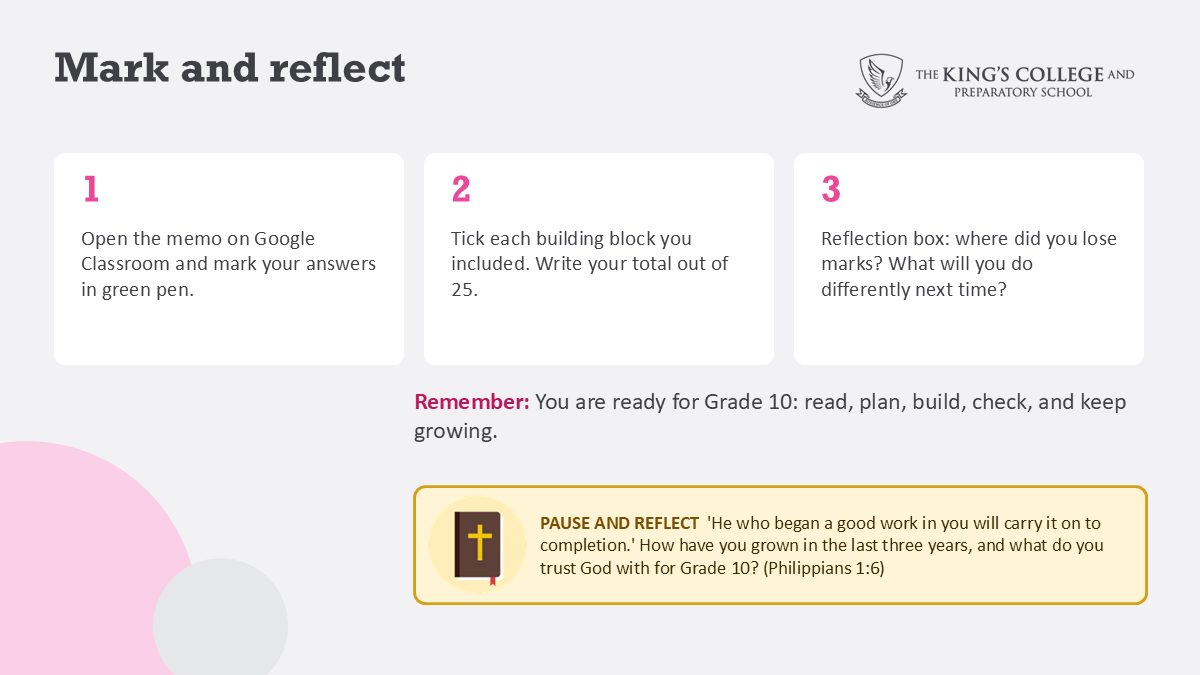 Mark and reflect
THE KING'S COLLEGE AND
PREPARATORY SCHOOL
1
Open the memo on Google
Classroom and mark your answers
in green pen.
2
Tick each building block you
included. Write your total out of
25.
3
Reflection box: where did you lose
marks? What will you do
differently next time?
Remember: You are ready for Grade 10: read, plan, build, check, and keep
growing.
PAUSE AND REFLECT 'He who began a good work in you will carry it on to
completion.' How have you grown in the last three years, and what do you
trust God with for Grade 10? (Philippians 1:6)